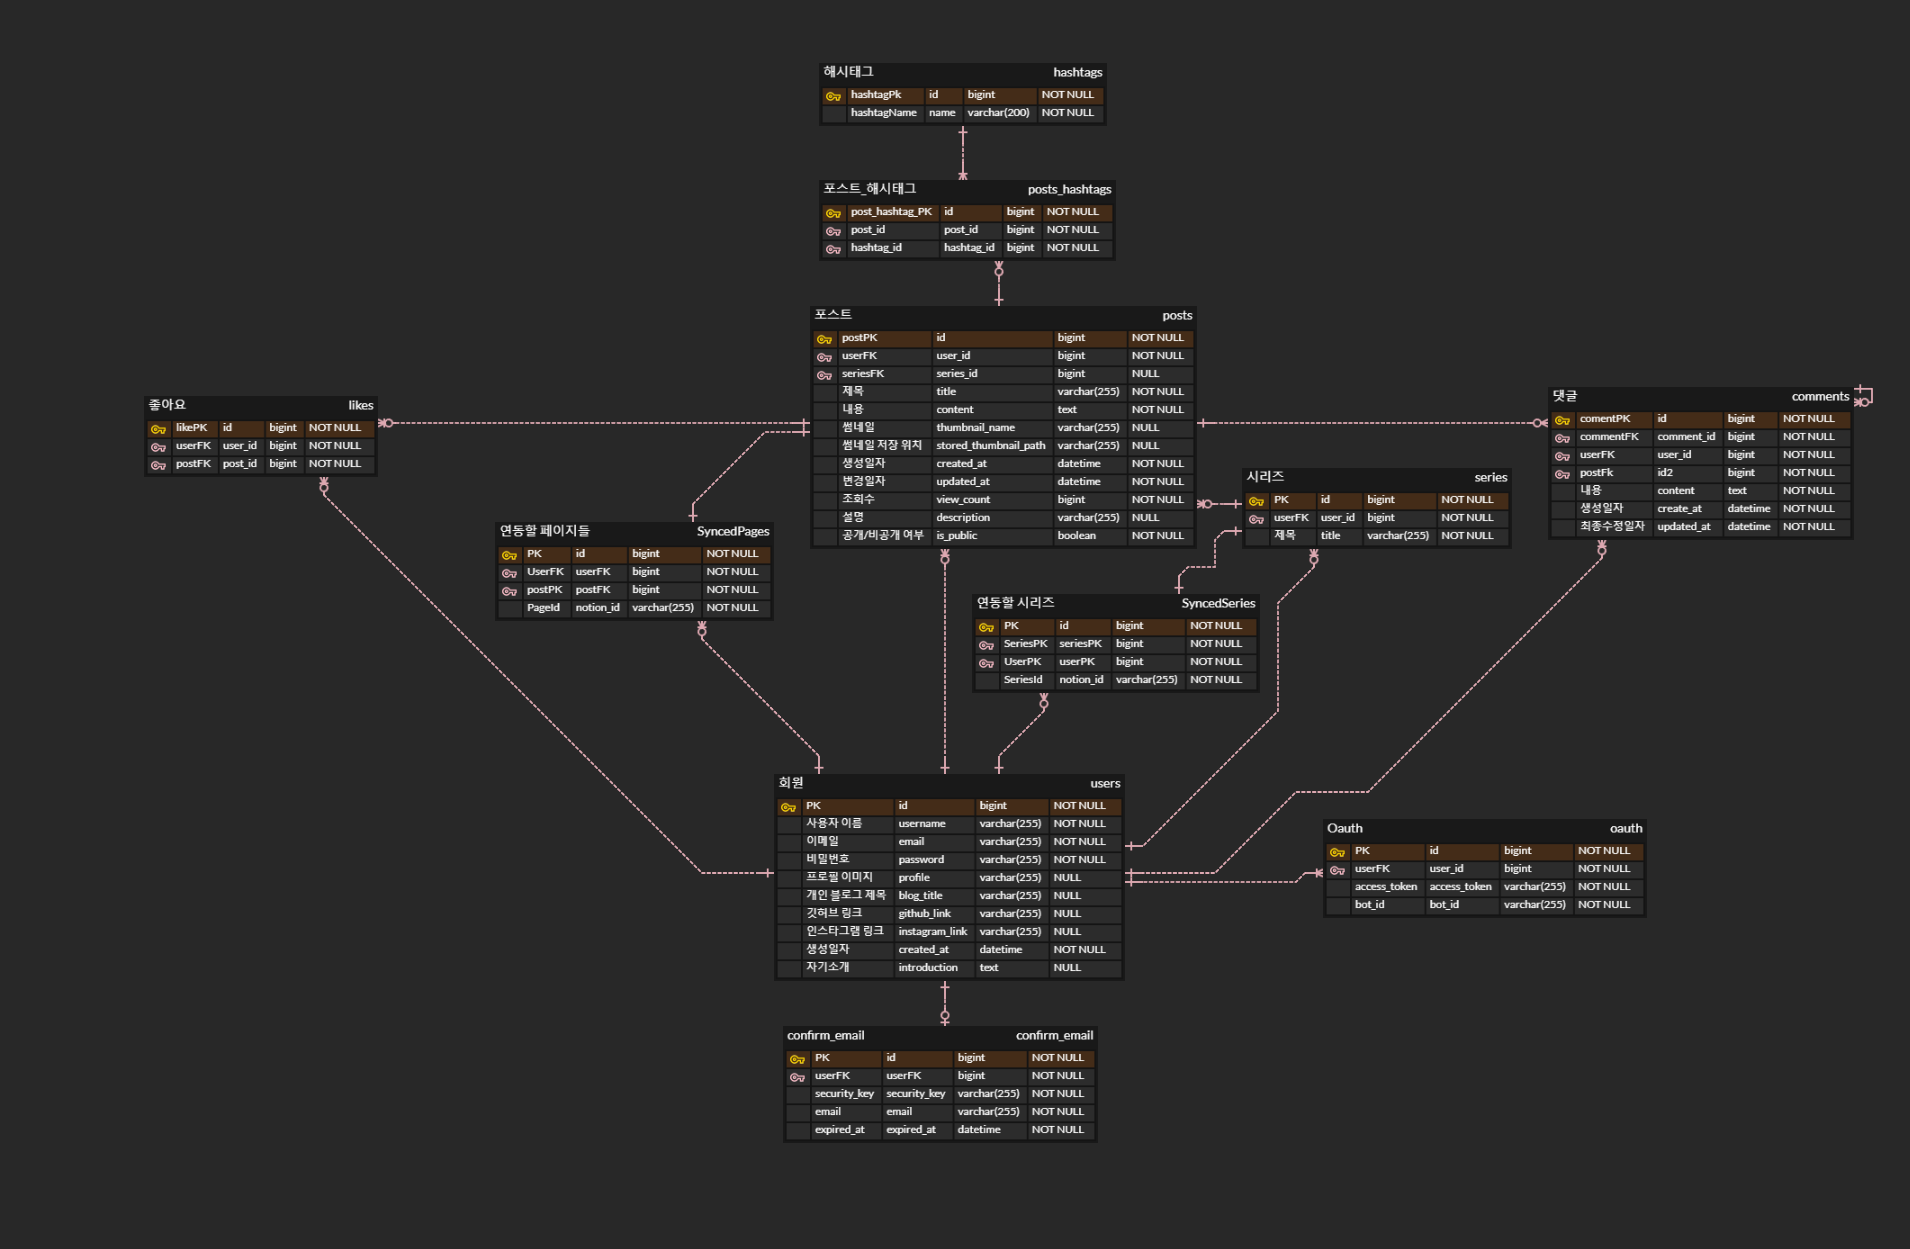 해시태그 hashtags
hashtagPk id bigint NOT NULL
hashtagName name varchar(200) NOT NULL
포스트_해시태그 posts_hashtags
post_hashtag_PK id bigint NOT NULL
post_id post_id bigint NOT NULL
hashtag_id hashtag_id bigint NOT NULL
포스트 posts
postPK id bigint NOT NULL
userFK user_id bigint NOT NULL
seriesFK series_id bigint NULL
제목 title varchar(255) NOT NULL
내용 content text NOT NULL
썸네일 thumbnail_name varchar(255) NULL
썸네일 저장 위치 stored_thumbnail_path varchar(255) NULL
생성일자 created_at datetime NOT NULL
변경일자 updated_at datetime NOT NULL
조회수 view_count bigint NOT NULL
설명 description varchar(255) NULL
공개/비공개 여부 is_public boolean NOT NULL
좋아요 likes
likePK id bigint NOT NULL
userFK user_id bigint NOT NULL
postFK post_id bigint NOT NULL
댓글 comments
comentPK id bigint NOT NULL
commentFK comment_id bigint NOT NULL
userFK user_id bigint NOT NULL
postFk id2 bigint NOT NULL
내용 content text NOT NULL
생성일자 create_at datetime NOT NULL
최종수정일자 updated_at datetime NOT NULL
시리즈 series
PK id bigint NOT NULL
userFK user_id bigint NOT NULL
제목 title varchar(255) NOT NULL
연동할 페이지들 SyncedPages
PK id bigint NOT NULL
UserFK userFK bigint NOT NULL
postPK postFK bigint NOT NULL
PageId notion_id varchar(255) NOT NULL
연동할 시리즈 SyncedSeries
PK id bigint NOT NULL
SeriesPK seriesPK bigint NOT NULL
UserPK userPK bigint NOT NULL
SeriesId notion_id varchar(255) NOT NULL
회원 users
PK id bigint NOT NULL
사용자 이름 username varchar(255) NOT NULL
이메일 email varchar(255) NOT NULL
비밀번호 password varchar(255) NOT NULL
프로필 이미지 profile varchar(255) NULL
개인 블로그 제목 blog_title varchar(255) NULL
깃허브 링크 github_link varchar(255) NULL
인스타그램 링크 instagram_link varchar(255) NULL
생성일자 created_at datetime NOT NULL
자기소개 introduction text NULL
Oauth oauth
PK id bigint NOT NULL
userFK user_id bigint NOT NULL
access_token access_token varchar(255) NOT NULL
bot_id bot_id varchar(255) NOT NULL
confirm_email confirm_email
PK id bigint NOT NULL
userFK userFK bigint NOT NULL
security_key security_key varchar(255) NOT NULL
email email varchar(255) NOT NULL
expired_at expired_at datetime NOT NULL